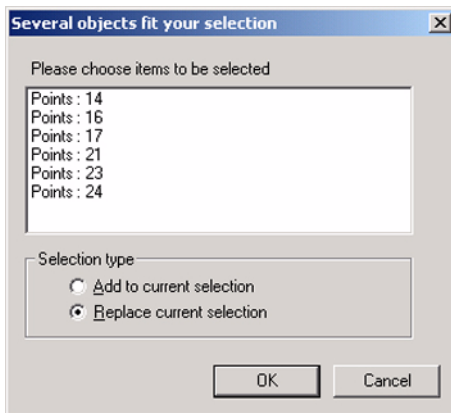 Several objects fit your selection
Please choose items to be selected
Points : 14
Points : 16
Points : 17
Points : 21
Points : 23
Points : 24
Selection type
Add to current selection
Replace current selection
OK Cancel